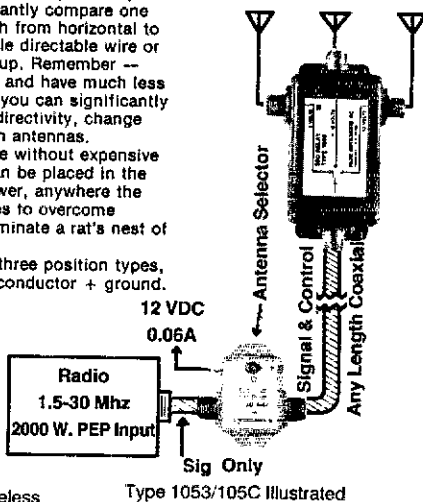 antly compare one
h from horizontal to
le directable wire or
up. Remember --
and have much less
you can significantly
directivity, change
n antennas.
e without expensive
an be placed in the
wer, anywhere the
es to overcome
minate a rat's nest of
three position types,
conductor + ground.
Antenna Selector
Signal & Control
Any Length Coaxial
12 VDC
0.06A
Radio
1.5-30 Mhz
2000 W. PEP Input
Sig Only
Type 1053/105C Illustrated
eless